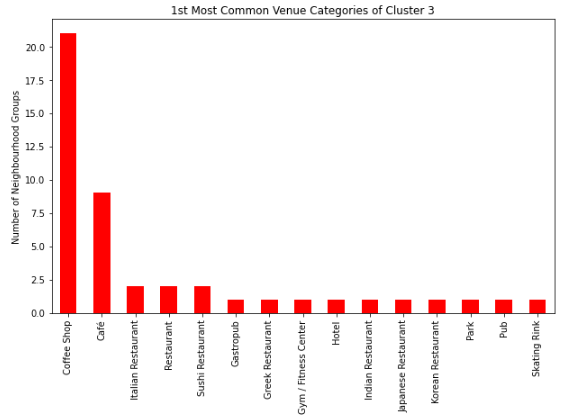 1st Most Common Venue Categories of Cluster 3
Number of Neighbourhood Groups
20.0
17.5
15.0
12.5
10.0
7.5
5.0
2.5
0.0
Coffee Shop
Café
Italian Restaurant
Restaurant
Sushi Restaurant
Gastropub
Greek Restaurant
Gym / Fitness Center
Hotel
Indian Restaurant
Japanese Restaurant
Korean Restaurant
Park
Pub
Skating Rink